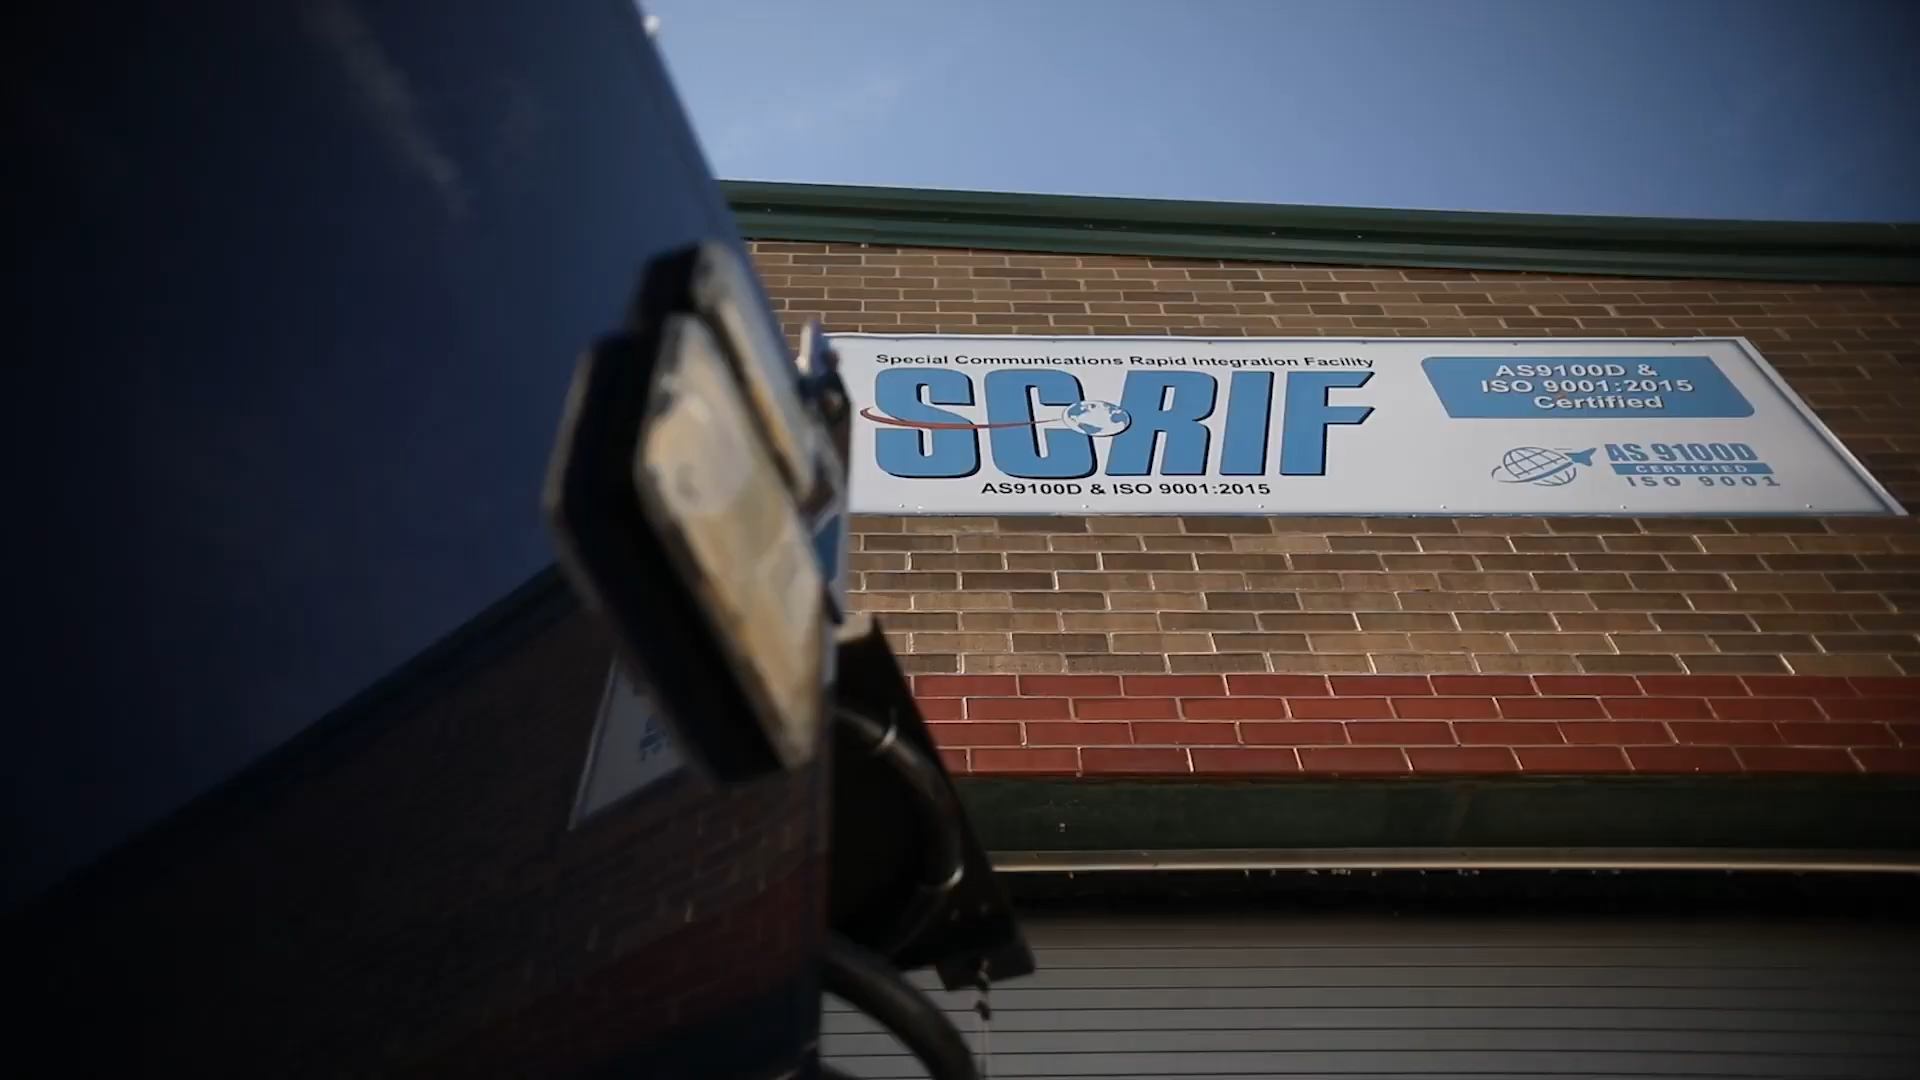 Special Communications Rapid Integration Facility
SCRIF
AS9100D & ISO 9001:2015
AS9100D &
ISO 9001:2015
Certified
AS 9100D
CERTIFIED
ISO 9001